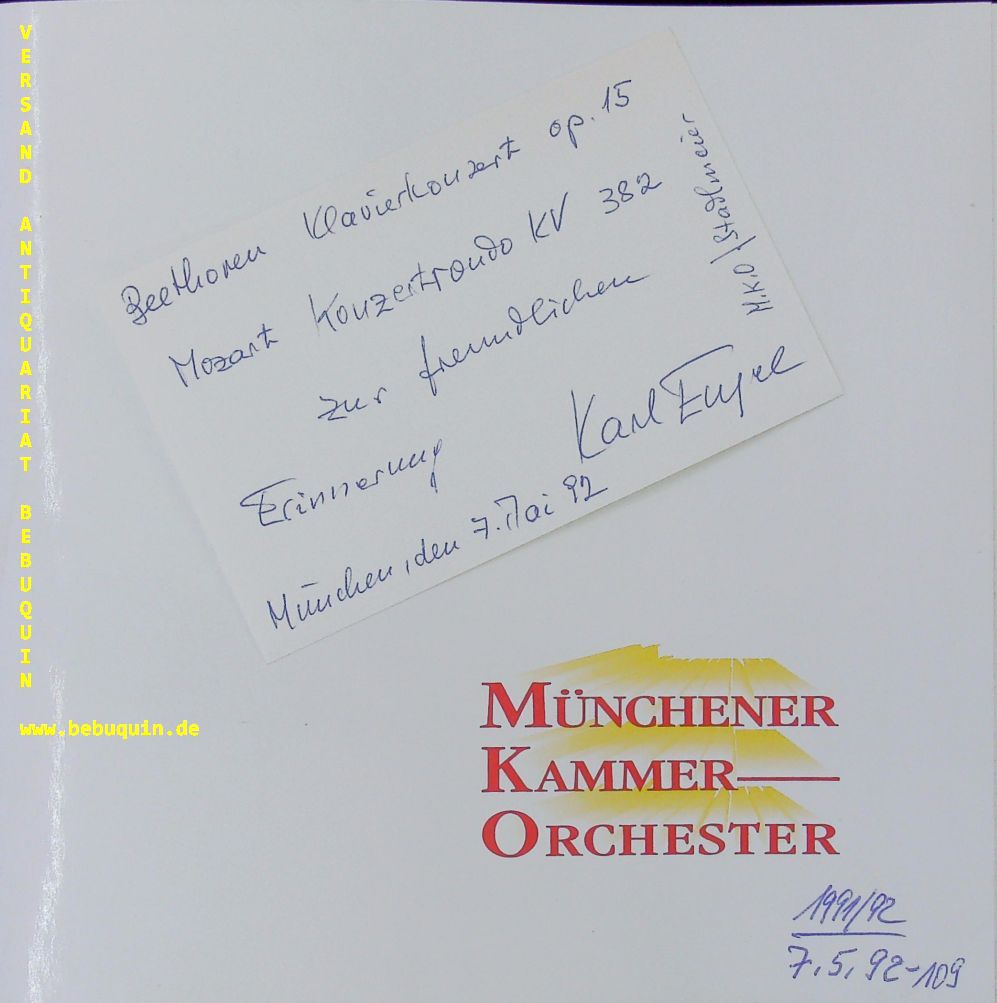 VERSAND ANTIQUARIAT BEBUQUIN
www.bebuquin.de
Beethoven Klavierkonzert op. 15
Mozart Konzertrondo KV 382
zur freundlichen
Erinnerung Karl Engel
München, den 7. Mai 92
M.K.O / Stadlmeier
MÜNCHENER
KAMMER
ORCHESTER
1991/92
7.5.92-109